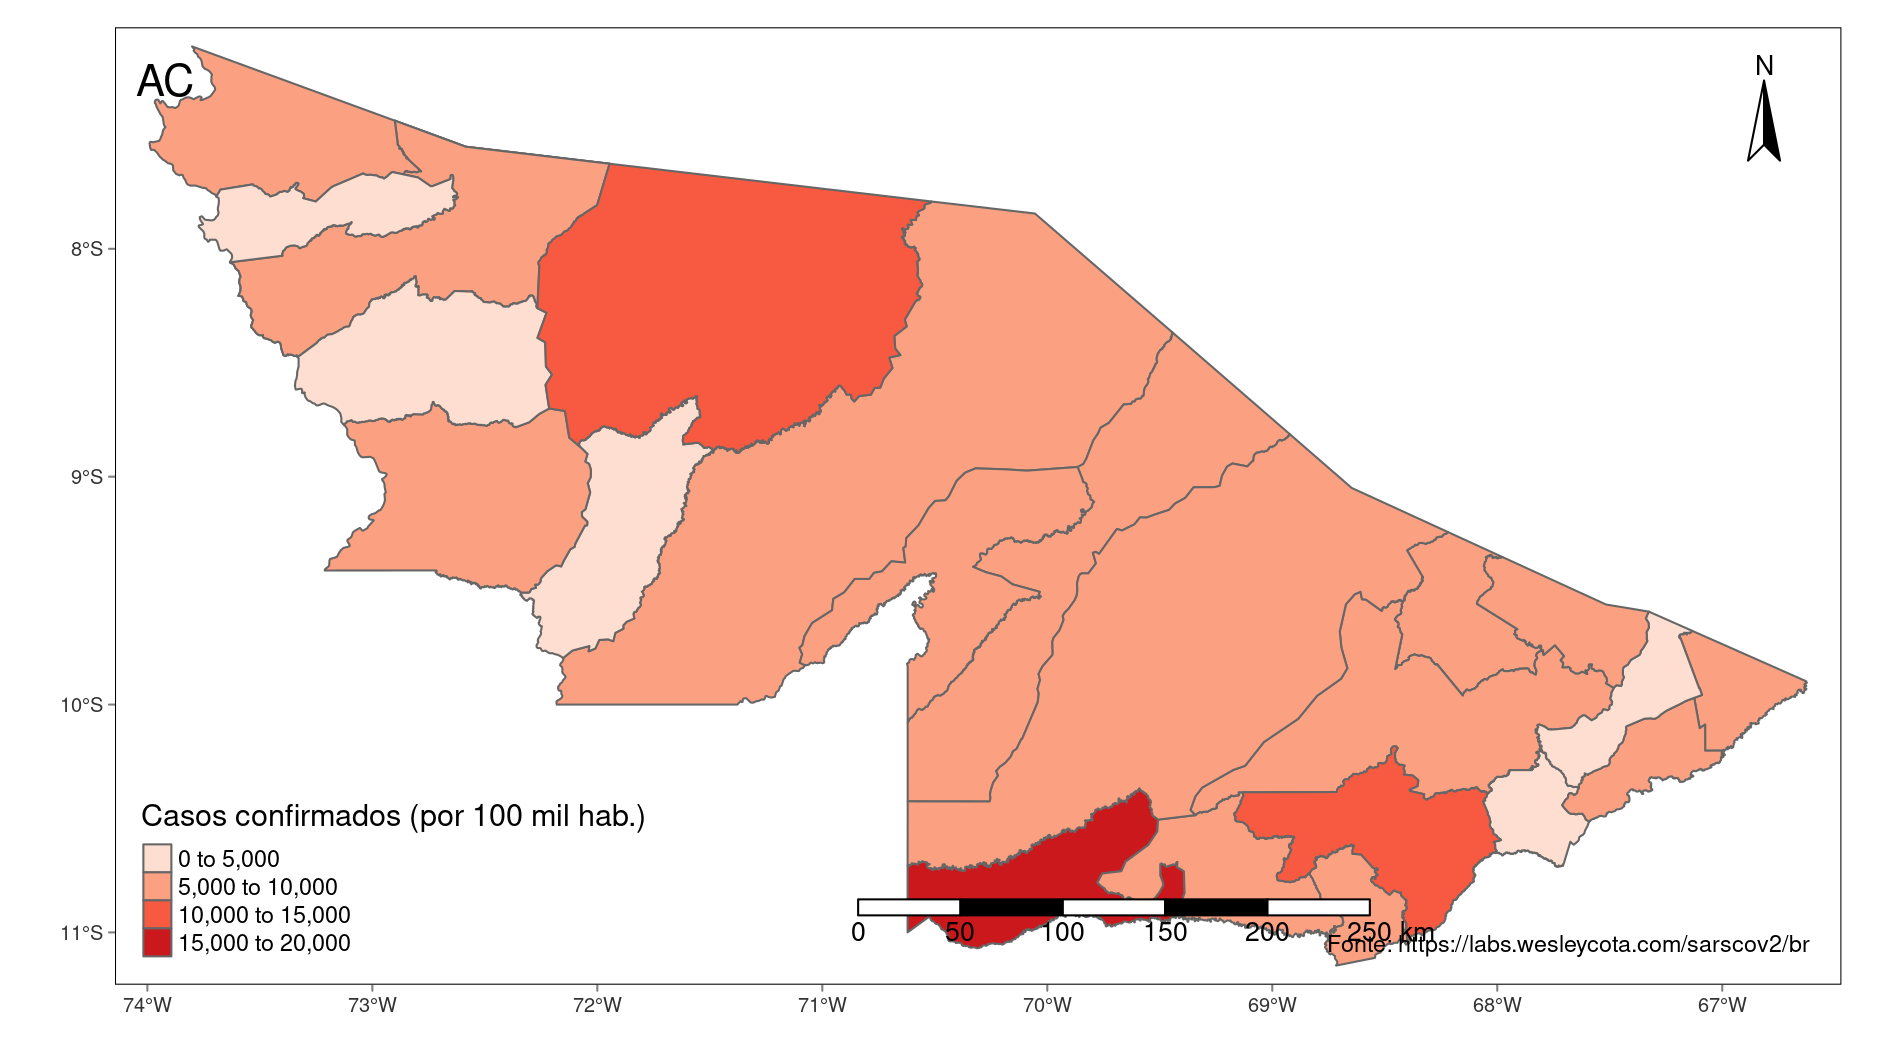 AC
N
8°S
9°S
10°S
11°S
Casos confirmados (por 100 mil hab.)
0 to 5,000
5,000 to 10,000
10,000 to 15,000
15,000 to 20,000
0 50 100 150 200 250 km
Fonte: https://labs.wesleycota.com/sarscov2/br
74°W 73°W 72°W 71°W 70°W 69°W 68°W 67°W